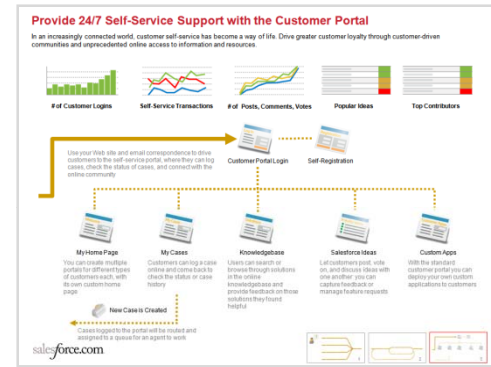 Provide 24/7 Self-Service Support with the Customer Portal
In an increasingly connected world, customer self-service has become a way of life. Drive greater customer loyalty through customer-driven
communities and unprecedented online access to information and resources.
# of Customer Logins
Self-Service Transactions
# of Posts, Comments, Votes
Popular Ideas
Top Contributors
Use your Web site and email correspondence to drive
customers to the self-service portal, where they can log
cases, check the status of cases, and connect with the
online community
Customer Portal Login
Self-Registration
My Home Page
You can create multiple
portals for different types
of customers each, with
its own custom home
page
My Cases
Customers can log a case
online and come back to
check the status or case
history
Knowledgebase
Users can search or
browse through solutions
in the online
knowledgebase and
provide feedback on those
solutions they found
helpful
Salesforce Ideas
Let customers post, vote
on, and discuss ideas with
one another, you can
capture feedback or
manage feature requests
Custom Apps
With the standard
customer portal you can
deploy your own custom
applications to customers
New Case is Created
Cases logged to the portal will be routed and
assigned to a queue for an agent to work
salesforce.com
1
2
3